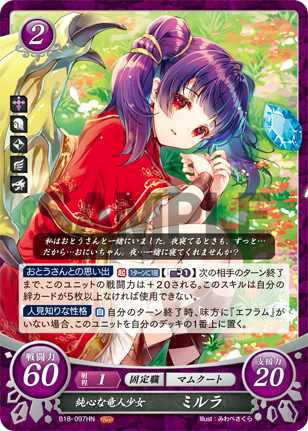 2
SAMPLE
私はおとうさんと一緒にいました。夜寝てるときも、ずっと…
だから…おにいちゃん。夜…一緒に寝てくれませんか?
おとうさんとの思い出 起 1ターンに1回 1 次の相手のターン終了
まで、このユニットの戦闘力は+20される。このスキルは自分の
絆カードが5枚以上なければ使用できない。
人見知りな性格 自 自分のターン終了時、味方に『エフラム』が
いない場合、このユニットを自分のデッキの1番上に置く。
戦闘力 60 射程 1 固定職 マムクート 支援力 20
純心な竜人少女 ミルラ
B18-097HN Illust:みわべさくら